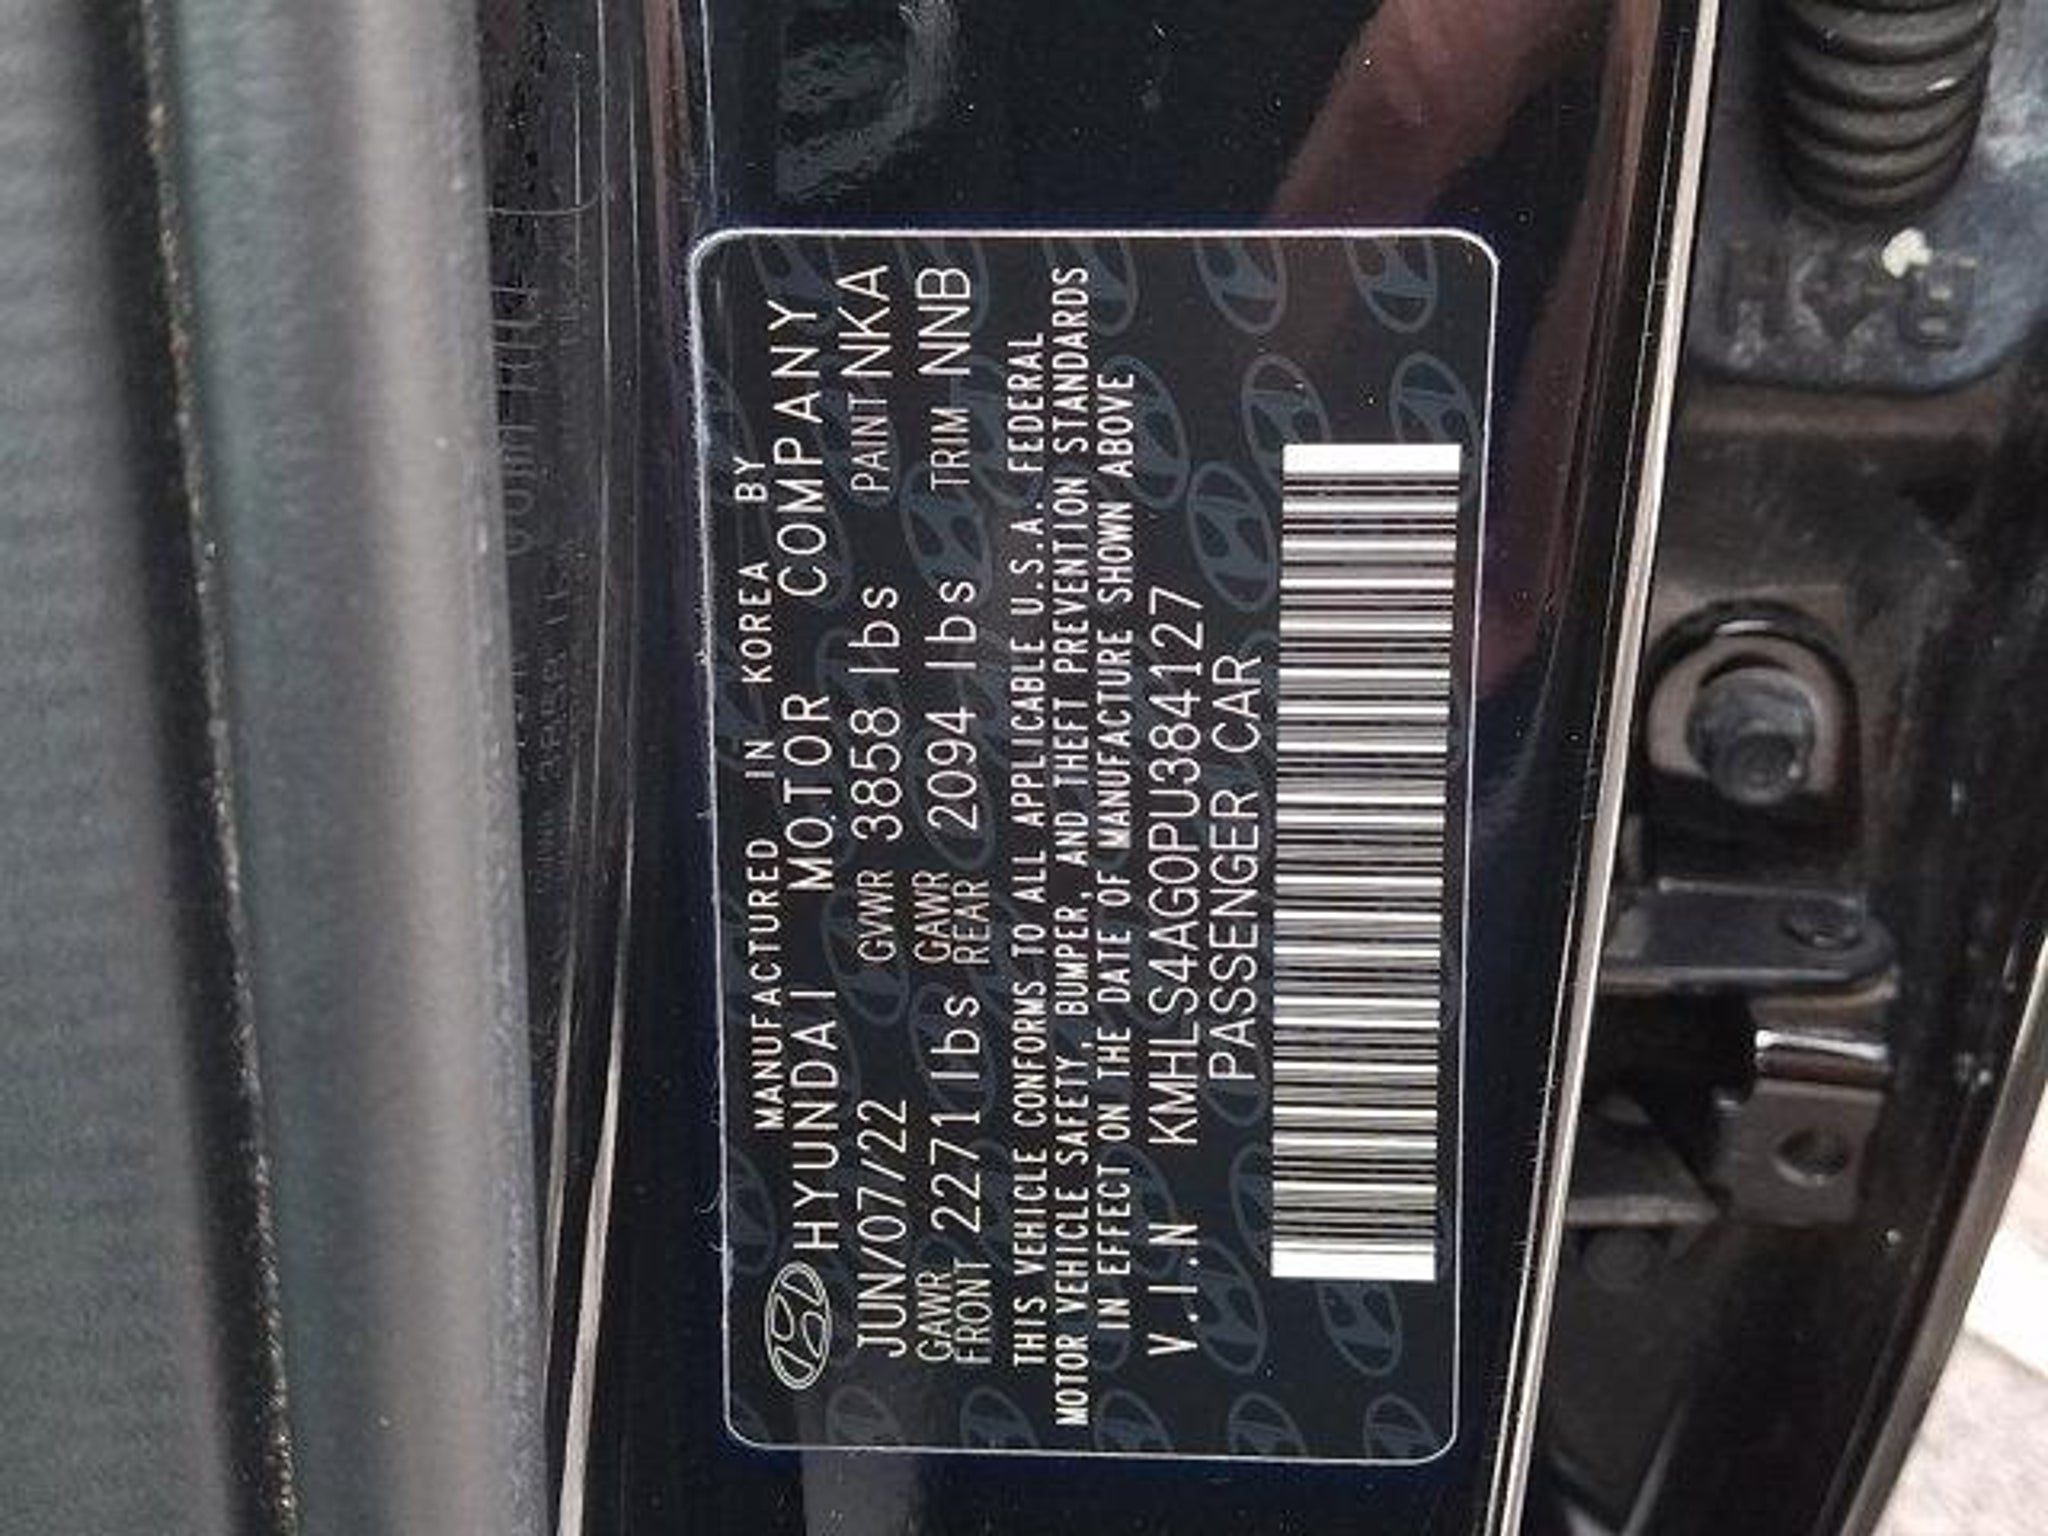 MANUFACTURED IN KOREA BY
HYUNDAI MOTOR COMPANY
JUN/07/22 GVWR 3858 lbs PAINT NKA
GAWR FRONT 2271 lbs GAWR REAR 2094 lbs TRIM NNB
THIS VEHICLE CONFORMS TO ALL APPLICABLE U.S.A. FEDERAL
MOTOR VEHICLE SAFETY, BUMPER, AND THEFT PREVENTION STANDARDS
IN EFFECT ON THE DATE OF MANUFACTURE SHOWN ABOVE
V.I.N KMHLS4AG0PU384127
PASSENGER CAR